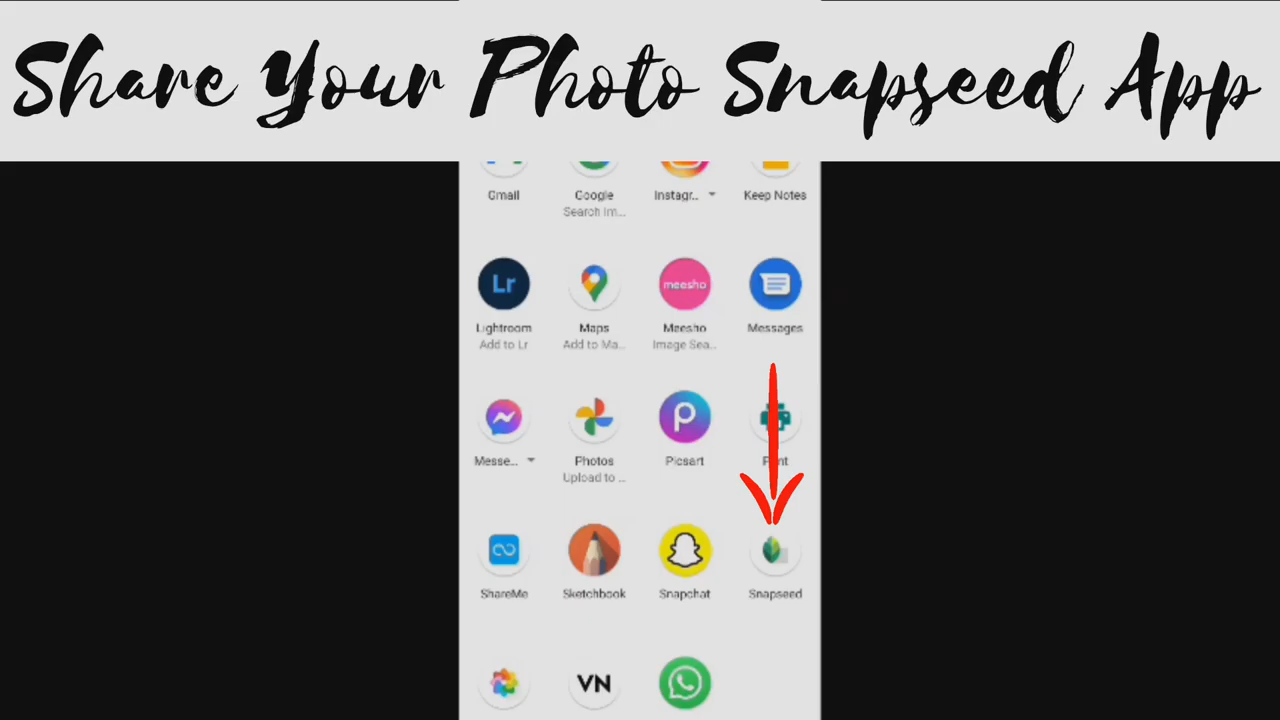 Share Your Photo Snapseed App
Gmail Google Instagr.. Keep Notes
Search Im...
Lr meesho
Lightroom Maps Meesho Messages
Add to Lr Add to Ma... Image Sea...
Messe... Photos Picsart Print
Upload to ...
ShareMe Sketchbook Snapchat Snapseed
VN